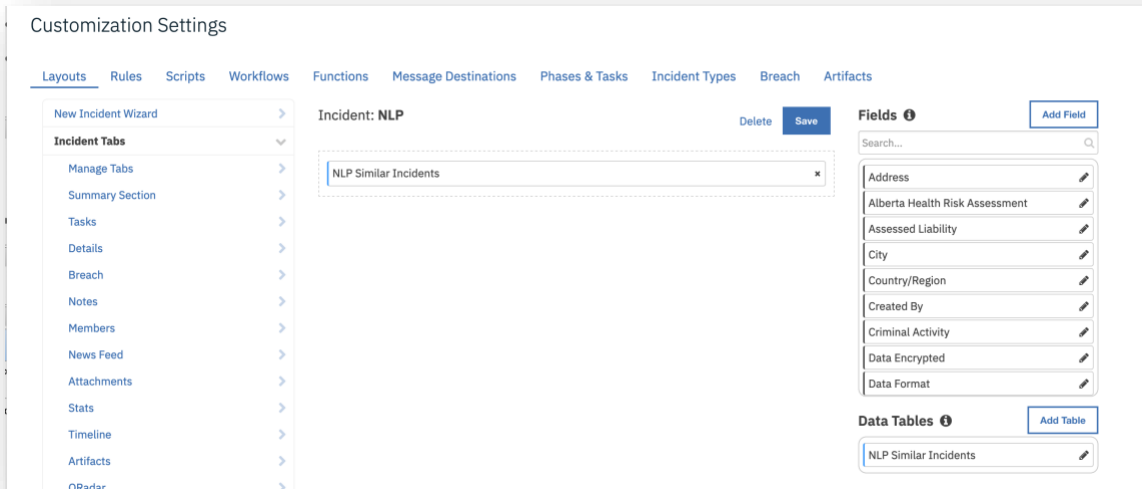 Customization Settings
Layouts Rules Scripts Workflows Functions Message Destinations Phases & Tasks Incident Types Breach Artifacts
New Incident Wizard
Incident Tabs
Manage Tabs
Summary Section
Tasks
Details
Breach
Notes
Members
News Feed
Attachments
Stats
Timeline
Artifacts
QRadar
Incident: NLP
Delete Save
NLP Similar Incidents
Fields Add Field
Search...
Address
Alberta Health Risk Assessment
Assessed Liability
City
Country/Region
Created By
Criminal Activity
Data Encrypted
Data Format
Data Tables Add Table
NLP Similar Incidents